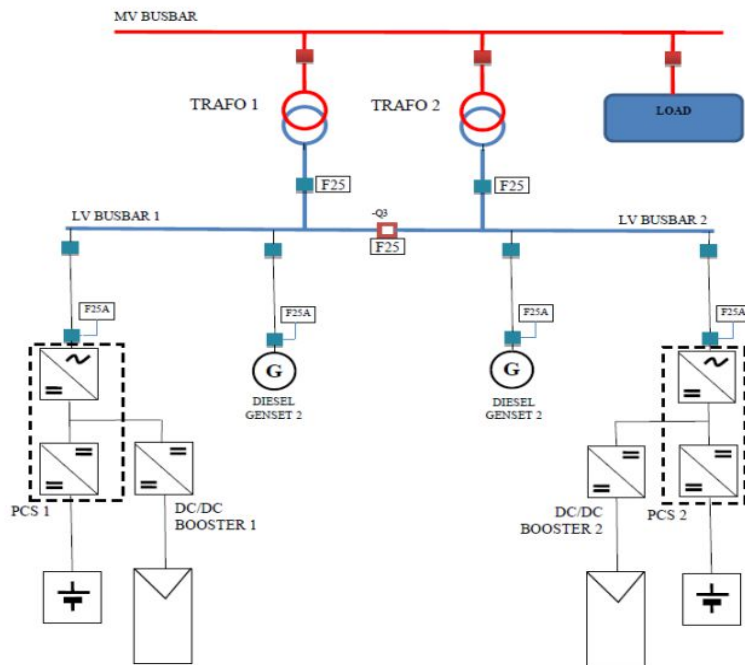 MV BUSBAR
TRAFO 1
TRAFO 2
LOAD
F25
F25
LV BUSBAR 1
-Q3
LV BUSBAR 2
F25
F25A
F25A
F25A
F25A
G
G
DIESEL
GENSET 2
DIESEL
GENSET 2
PCS 1
DC/DC
BOOSTER 1
DC/DC
BOOSTER 2
PCS 2